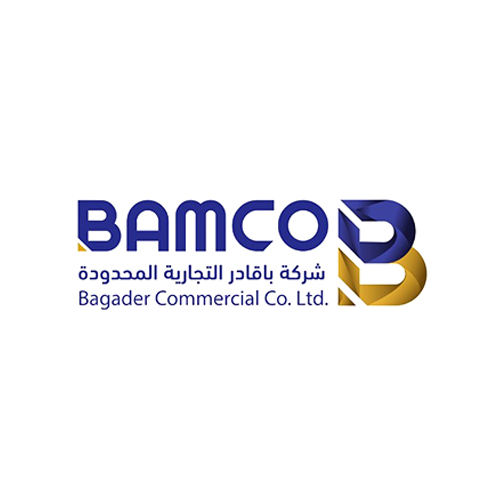 BAMCO
شركة باقادر التجارية المحدودة
Bagader Commercial Co. Ltd.
B